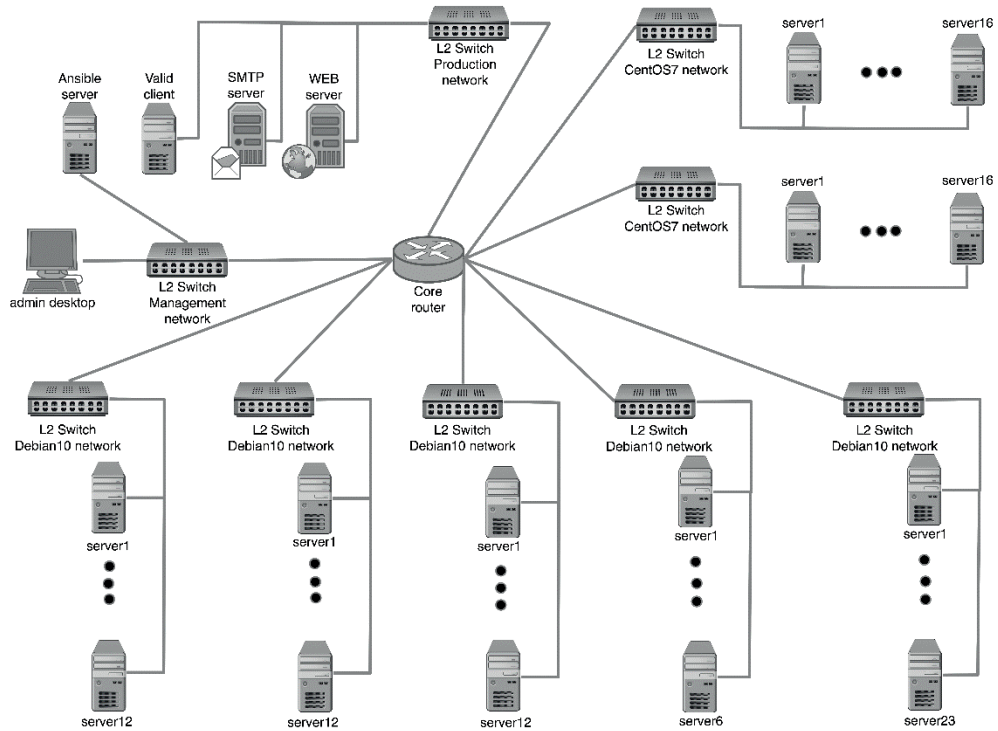 L2 Switch
Production
network
Ansible
server
Valid
client
SMTP
server
WEB
server
L2 Switch
CentOS7 network
server1
server16
L2 Switch
CentOS7 network
server1
server16
admin desktop
L2 Switch
Management
network
Core
router
L2 Switch
Debian10 network
L2 Switch
Debian10 network
L2 Switch
Debian10 network
L2 Switch
Debian10 network
L2 Switch
Debian10 network
server1
server1
server1
server1
server1
server12
server12
server12
server6
server23